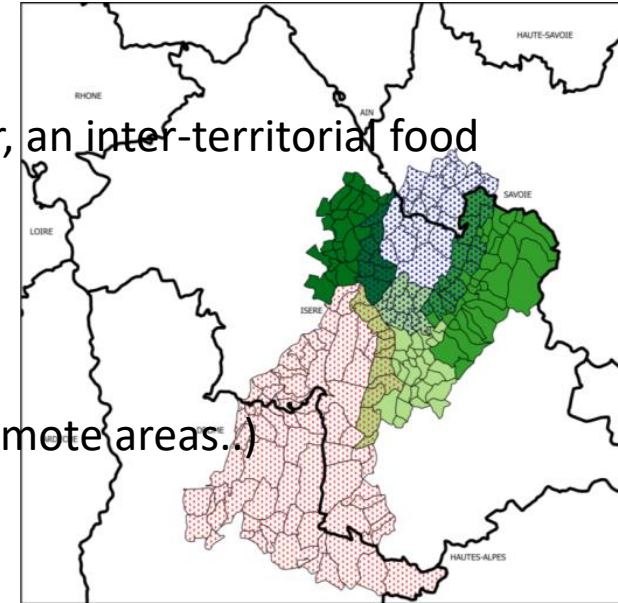 HAUTE-SAVOIE
RHONE
AIN
r, an inter-territorial food
SAVOIE
LOIRE
ISERE
mote areas..)
HAUTES-ALPES